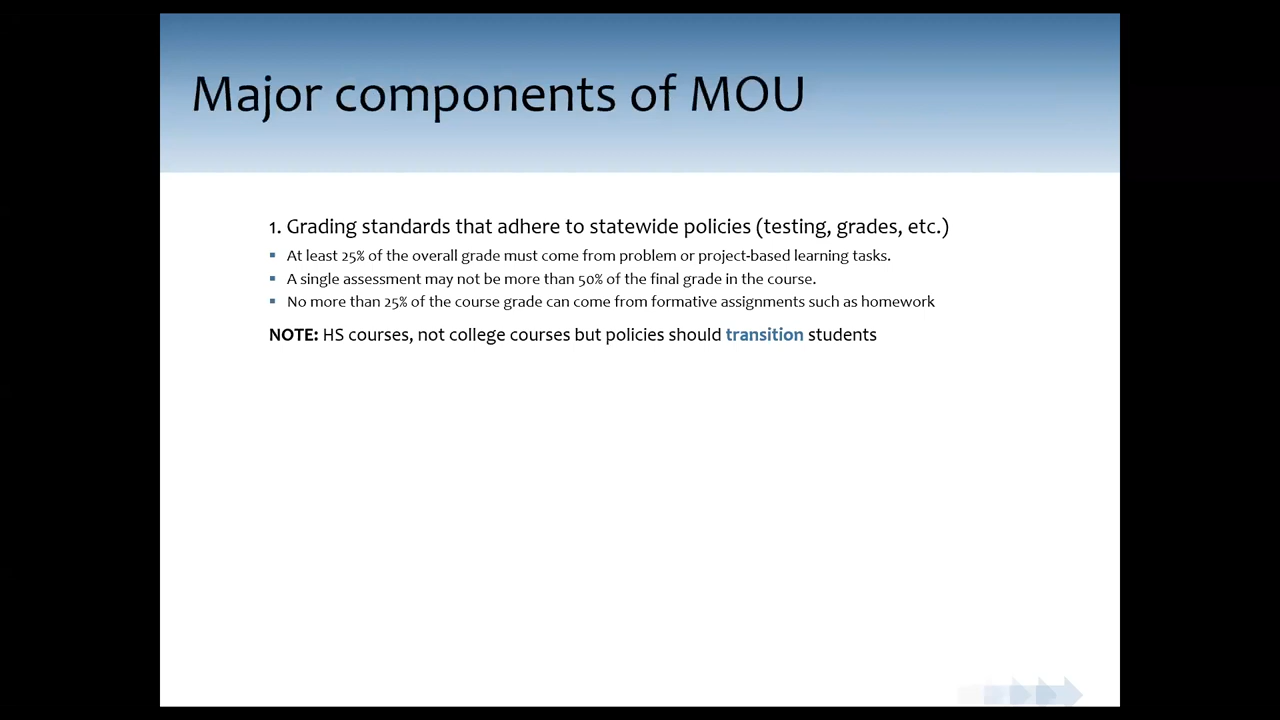 Major components of MOU
1. Grading standards that adhere to statewide policies (testing, grades, etc.)
▪ At least 25% of the overall grade must come from problem or project-based learning tasks.
▪ A single assessment may not be more than 50% of the final grade in the course.
▪ No more than 25% of the course grade can come from formative assignments such as homework
NOTE: HS courses, not college courses but policies should transition students